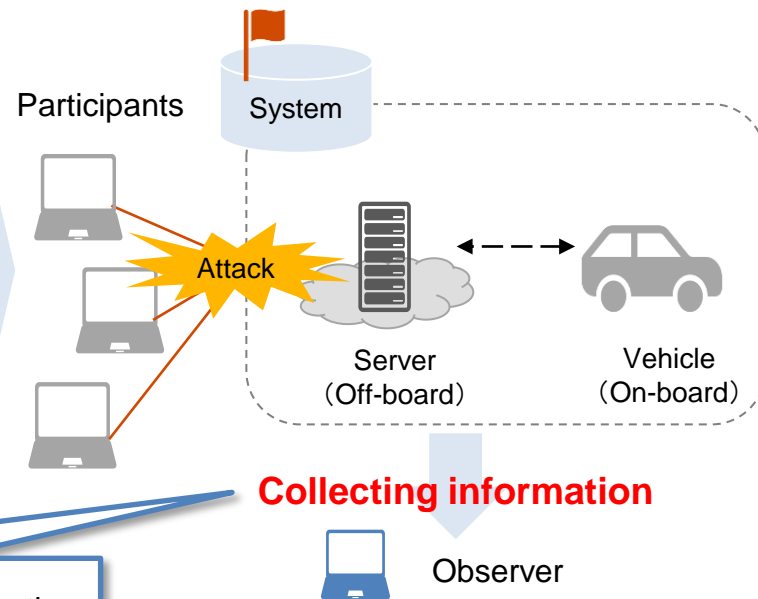 Participants
System
Attack
Server
（Off-board）
Vehicle
（On-board）
Collecting information
Observer